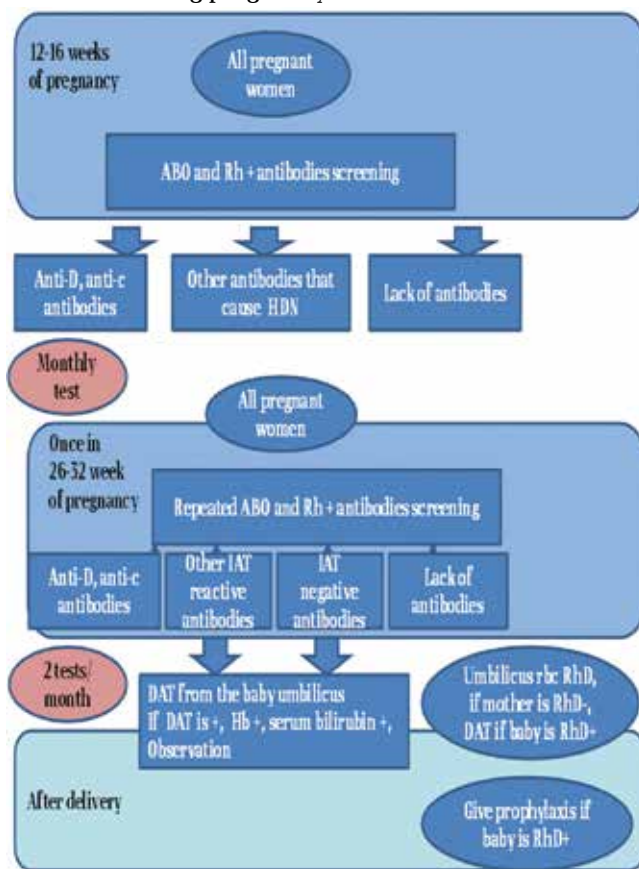 12-16 weeks
of pregnancy
All pregnant
women
AB0 and Rh + antibodies screening
Anti-D, anti-c
antibodies
Other antibodies that
cause HDN
Lack of antibodies
Monthly
test
All pregnant
women
Once in
26-32 week
of pregnancy
Repeated AB0 and Rh + antibodies screening
Anti-D, anti-c
antibodies
Other IAT
reactive
antibodies
IAT
negative
antibodies
Lack of
antibodies
2 tests/
month
DAT from the baby umbilicus
If DAT is +, Hb +, serum bilirubin +,
Observation
Umbilicus rbc RhD,
if mother is RhD-,
DAT if baby is RhD+
After delivery
Give prophylaxis if
baby is RhD+